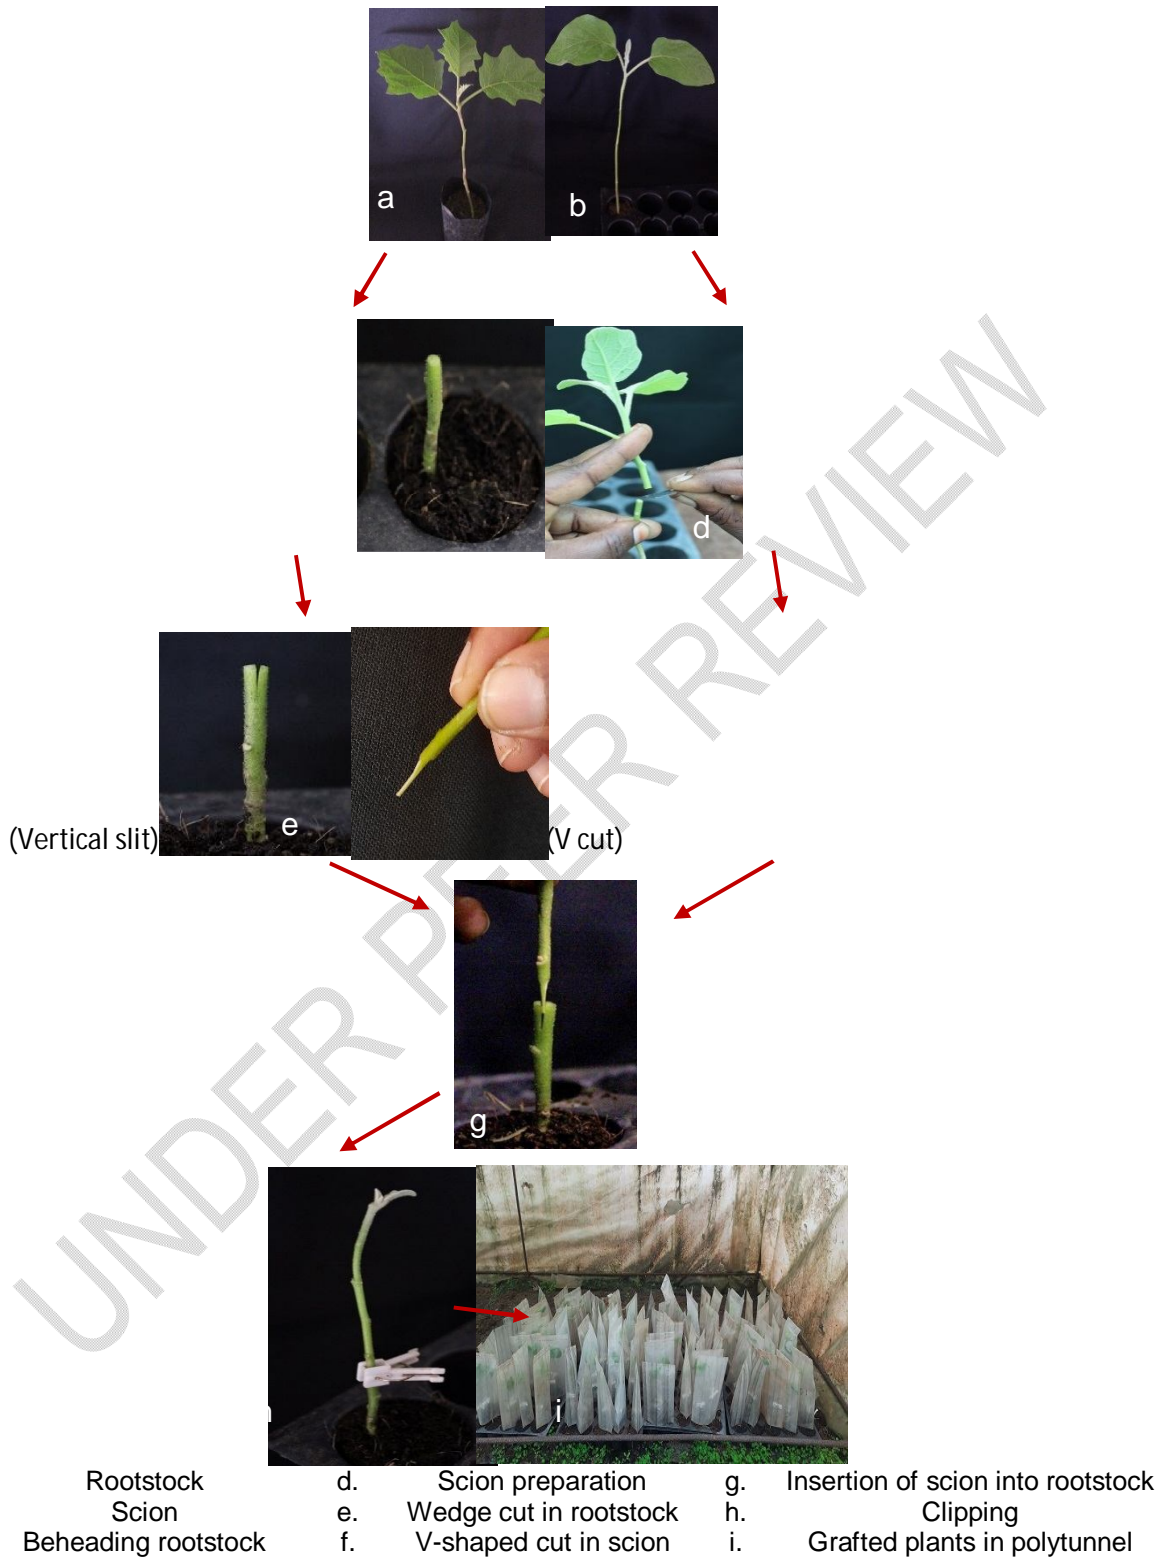 a
b
d
e
(Vertical slit)
(V cut)
g
i
Rootstock d. Scion preparation g. Insertion of scion into rootstock
Scion e. Wedge cut in rootstock h. Clipping
Beheading rootstock f. V-shaped cut in scion i. Grafted plants in polytunnel
UNDER PEER REVIEW